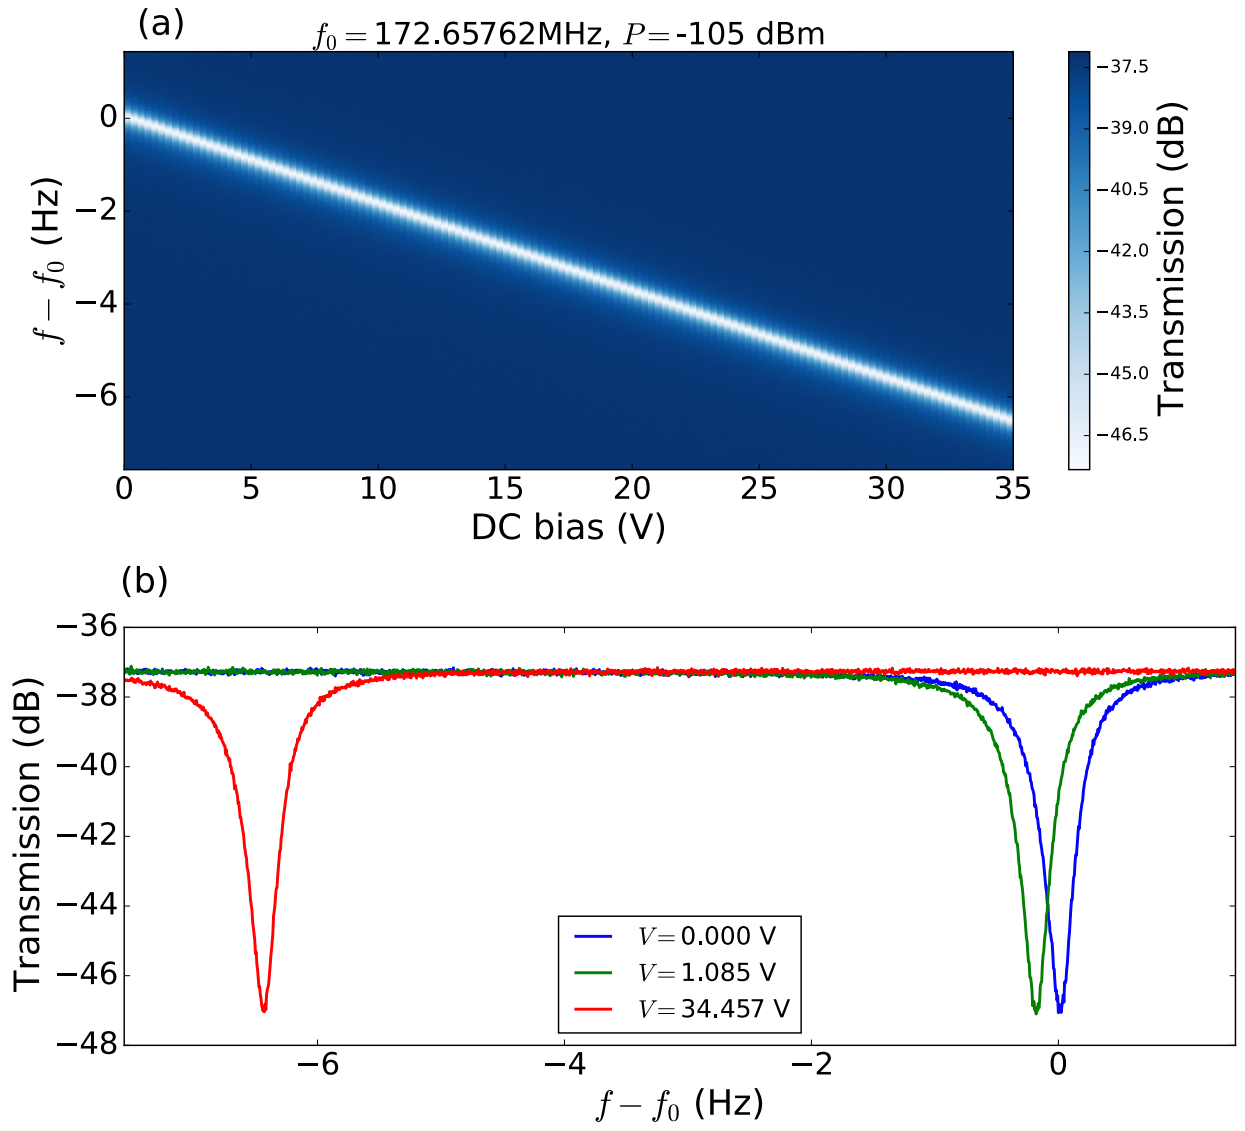 (a)
f₀ = 172.65762MHz, P = -105 dBm
f − f₀ (Hz)
0
−2
−4
−6
0 5 10 15 20 25 30 35
DC bias (V)
−37.5
−39.0
−40.5
−42.0
−43.5
−45.0
−46.5
Transmission (dB)
(b)
Transmission (dB)
−36
−38
−40
−42
−44
−46
−48
V = 0.000 V
V = 1.085 V
V = 34.457 V
−6 −4 −2 0
f − f₀ (Hz)